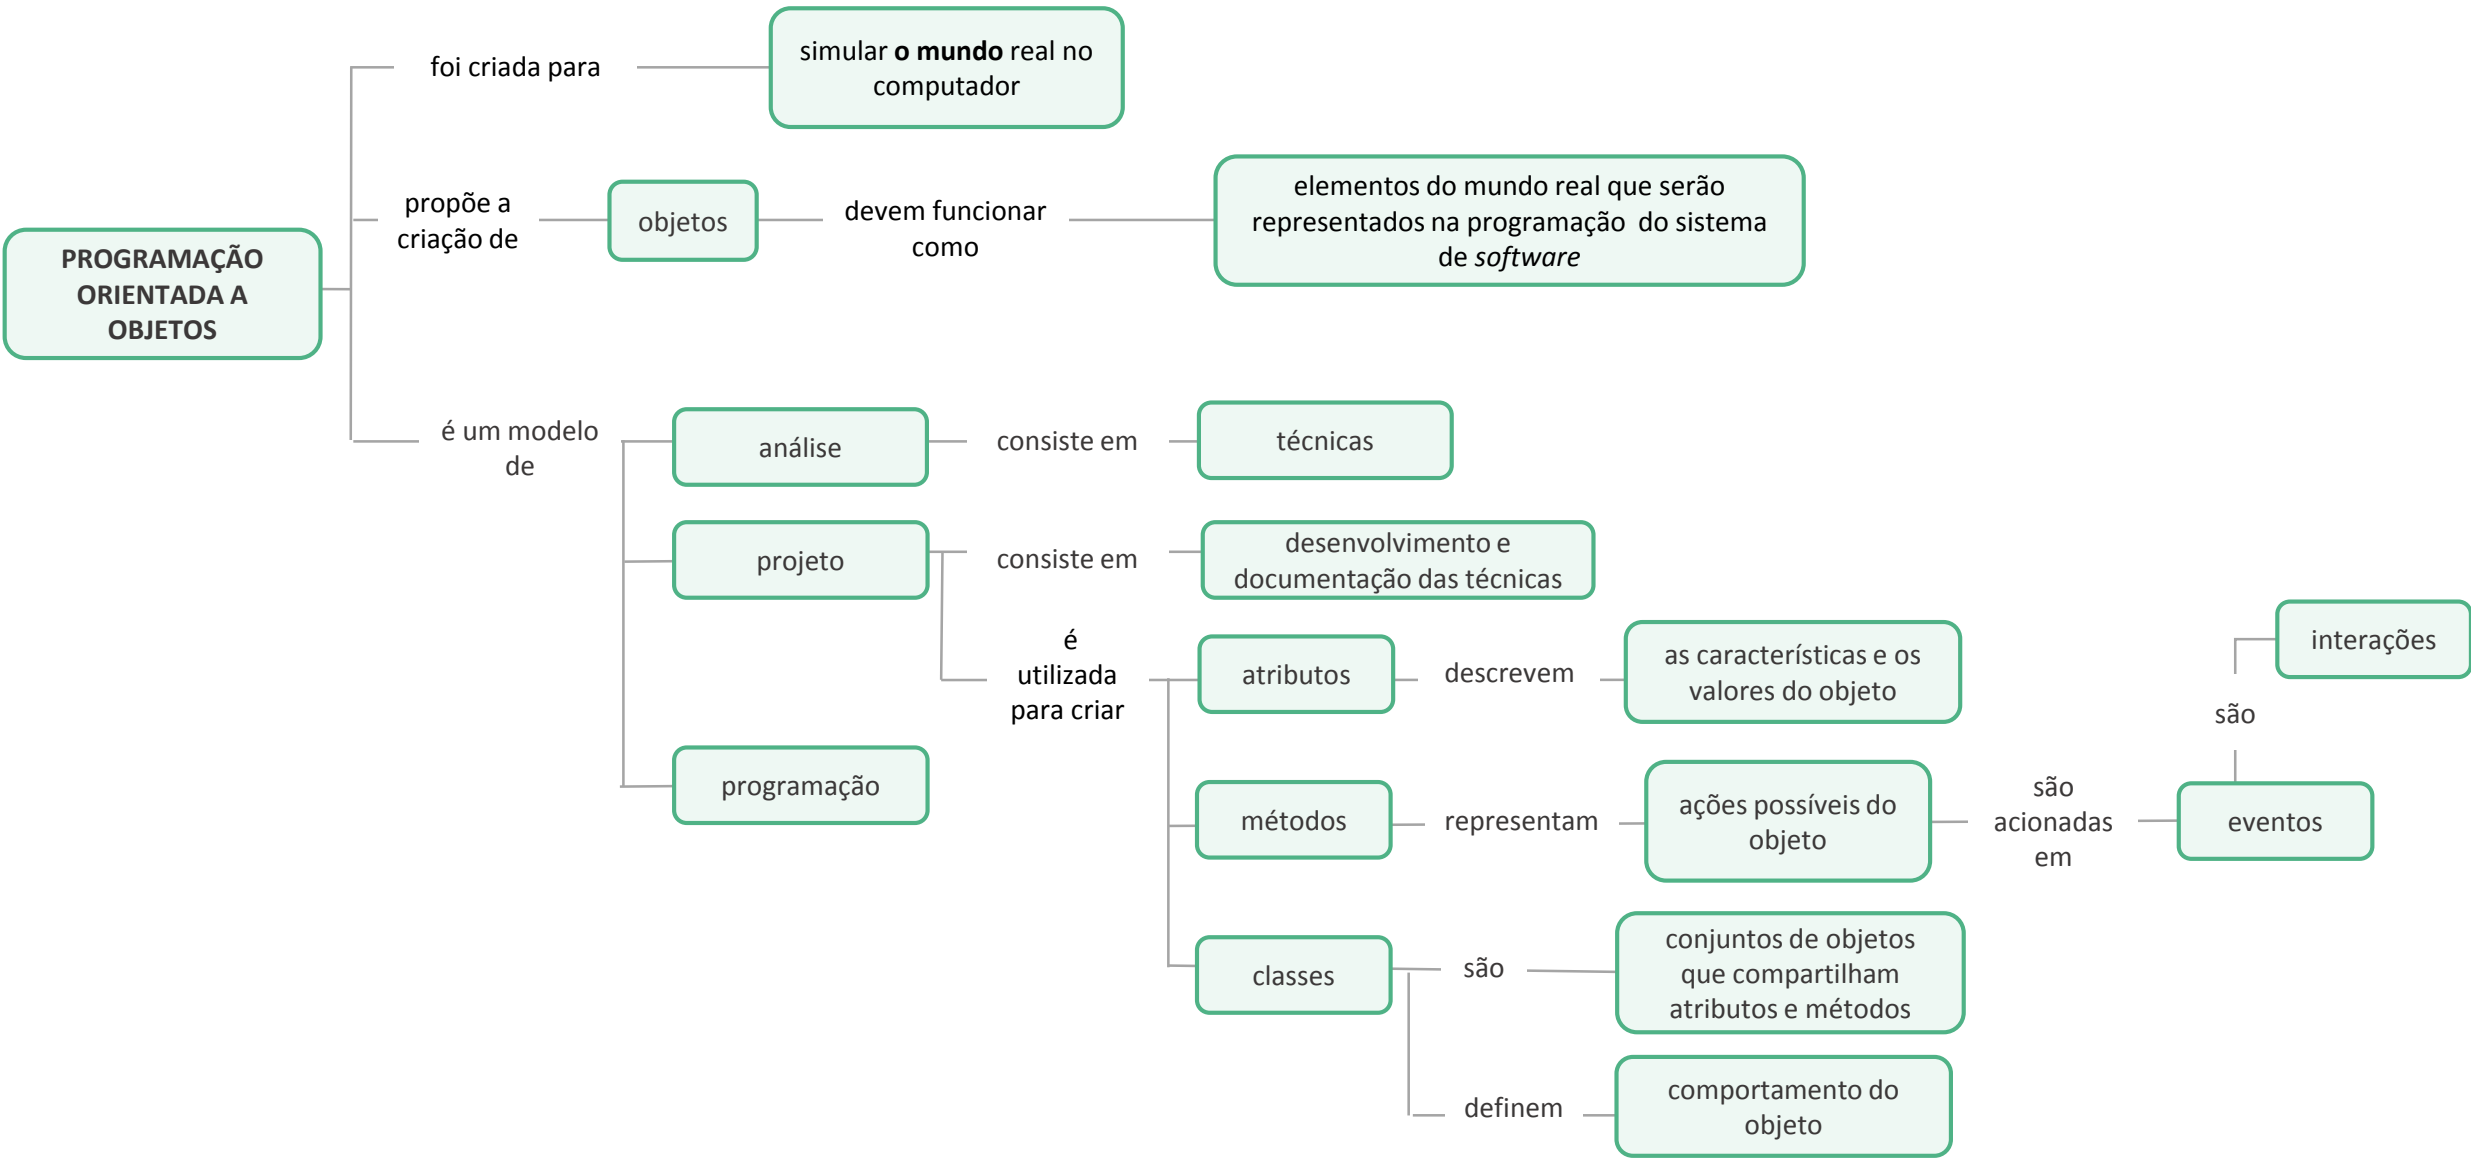 PROGRAMAÇÃO
ORIENTADA A
OBJETOS
foi criada para
simular o mundo real no
computador
propõe a
criação de
objetos
devem funcionar
como
elementos do mundo real que serão
representados na programação do sistema
de software
é um modelo
de
análise
consiste em
técnicas
projeto
consiste em
desenvolvimento e
documentação das técnicas
é
utilizada
para criar
atributos
descrevem
as características e os
valores do objeto
métodos
representam
ações possíveis do
objeto
são
acionadas
em
eventos
são
interações
classes
são
conjuntos de objetos
que compartilham
atributos e métodos
definem
comportamento do
objeto
programação